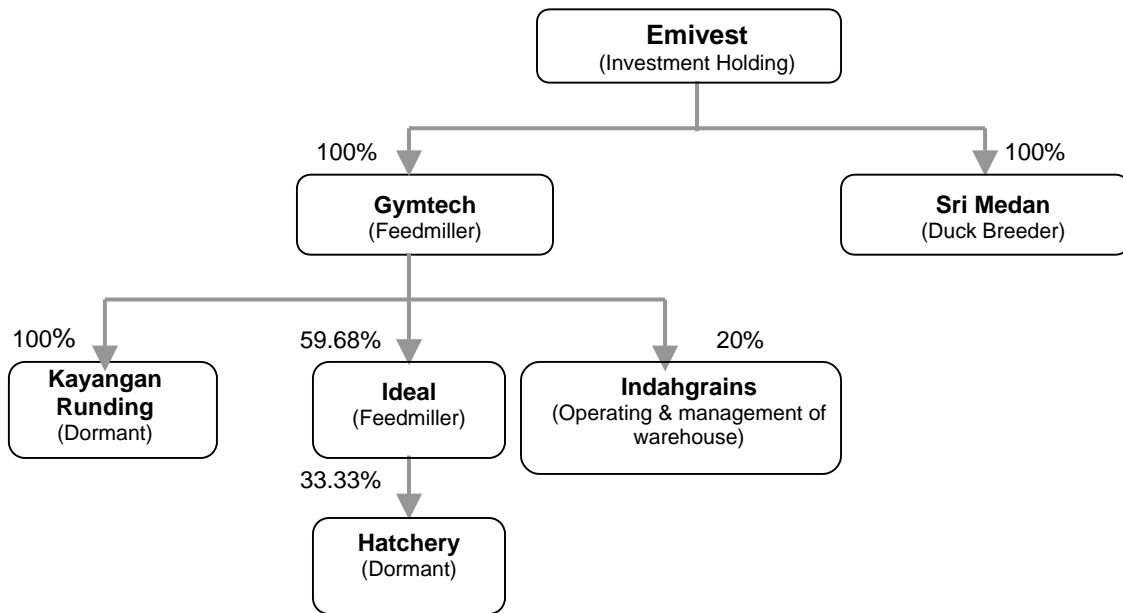 Emivest
(Investment Holding)
100%
100%
Gymtech
(Feedmiller)
Sri Medan
(Duck Breeder)
100%
59.68%
20%
Kayangan
Runding
(Dormant)
Ideal
(Feedmiller)
Indahgrains
(Operating & management of
warehouse)
33.33%
Hatchery
(Dormant)